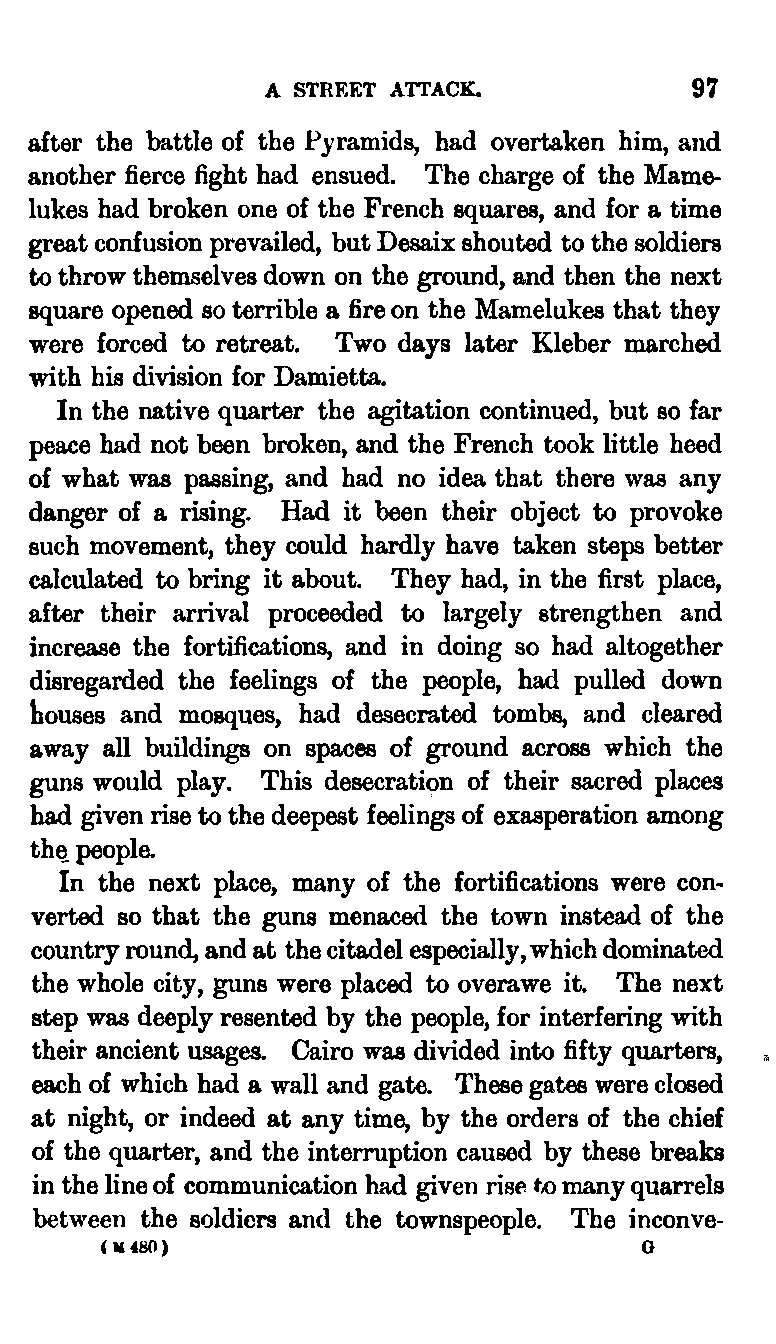 A STREET ATTACK. 97
after the battle of the Pyramids, had overtaken him, and
another fierce fight had ensued. The charge of the Mame-
lukes had broken one of the French squares, and for a time
great confusion prevailed, but Desaix shouted to the soldiers
to throw themselves down on the ground, and then the next
square opened so terrible a fire on the Mamelukes that they
were forced to retreat. Two days later Kleber marched
with his division for Damietta.
In the native quarter the agitation continued, but so far
peace had not been broken, and the French took little heed
of what was passing, and had no idea that there was any
danger of a rising. Had it been their object to provoke
such movement, they could hardly have taken steps better
calculated to bring it about. They had, in the first place,
after their arrival proceeded to largely strengthen and
increase the fortifications, and in doing so had altogether
disregarded the feelings of the people, had pulled down
houses and mosques, had desecrated tombs, and cleared
away all buildings on spaces of ground across which the
guns would play. This desecration of their sacred places
had given rise to the deepest feelings of exasperation among
the people.
In the next place, many of the fortifications were con-
verted so that the guns menaced the town instead of the
country round, and at the citadel especially, which dominated
the whole city, guns were placed to overawe it. The next
step was deeply resented by the people, for interfering with
their ancient usages. Cairo was divided into fifty quarters,
each of which had a wall and gate. These gates were closed
at night, or indeed at any time, by the orders of the chief
of the quarter, and the interruption caused by these breaks
in the line of communication had given rise to many quarrels
between the soldiers and the townspeople. The inconve-
(M 480) G